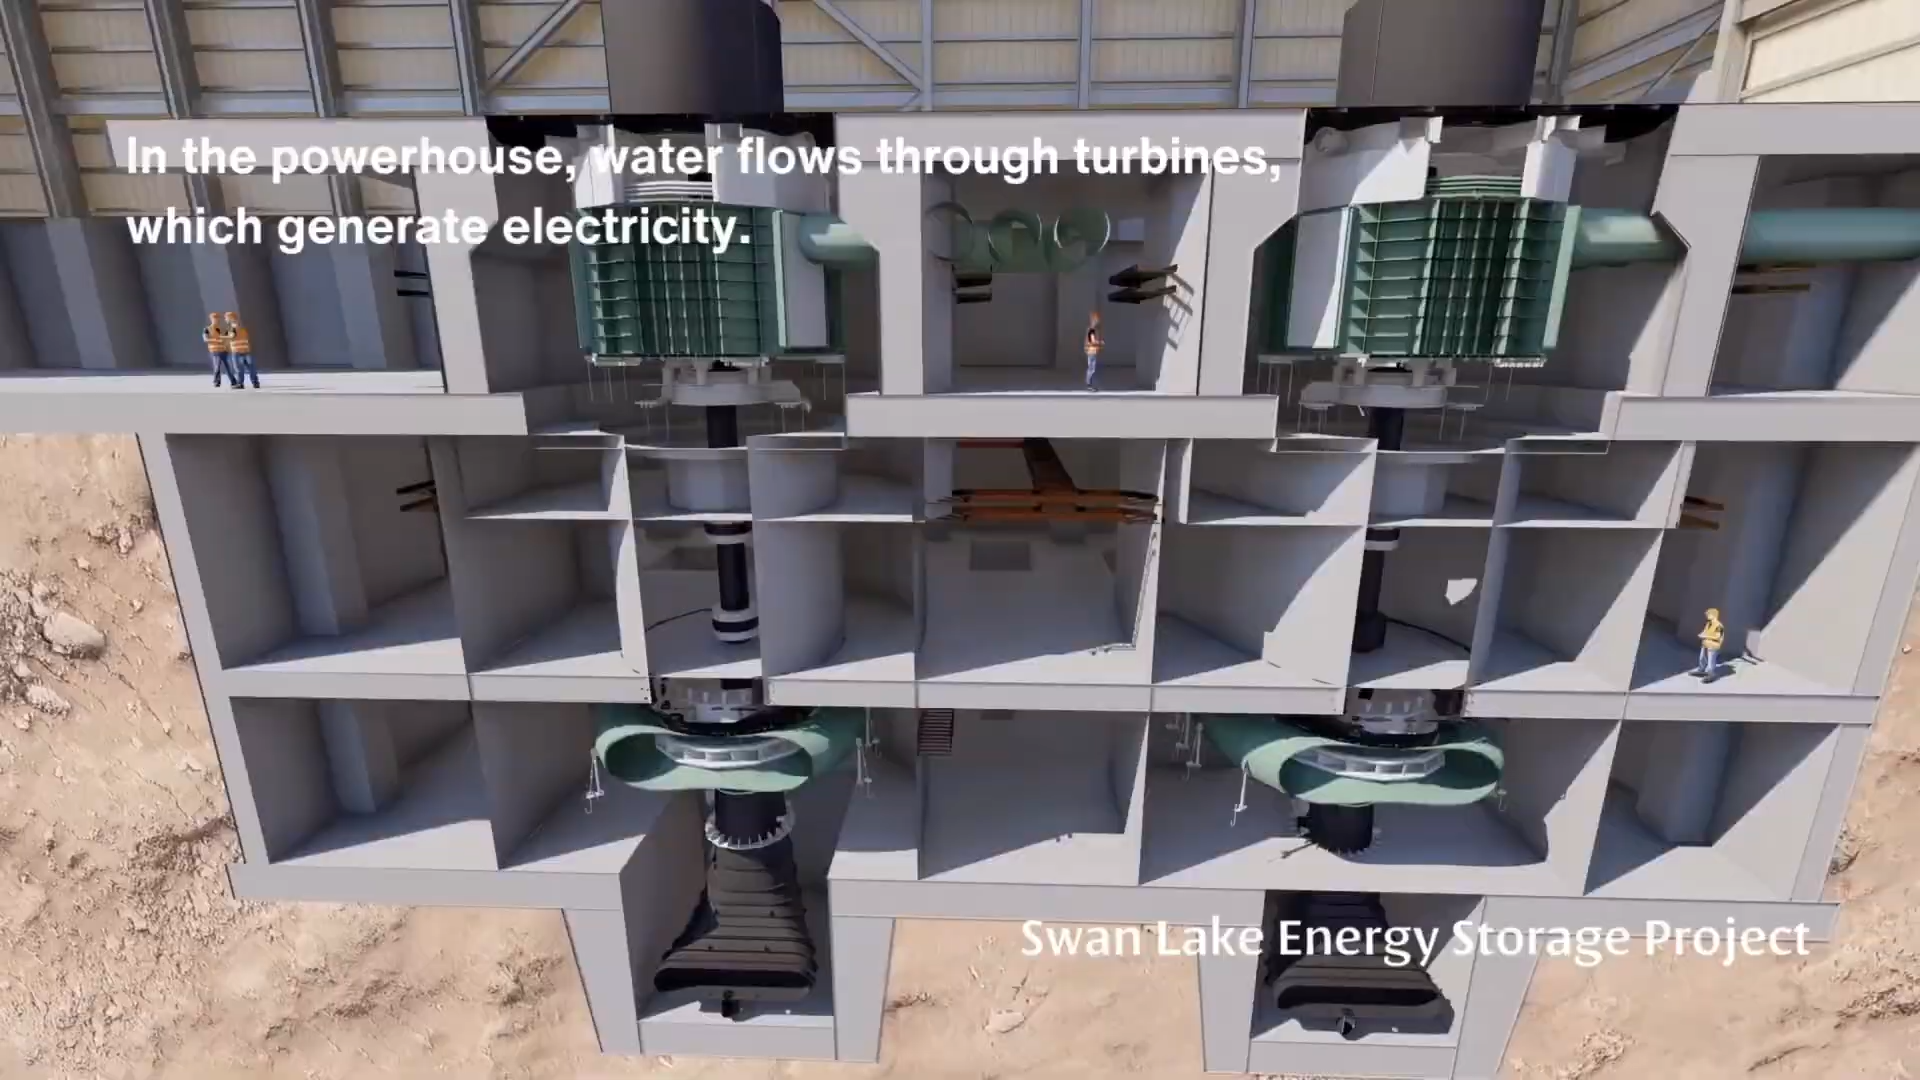 In the powerhouse, water flows through turbines,
which generate electricity.
Swan Lake Energy Storage Project